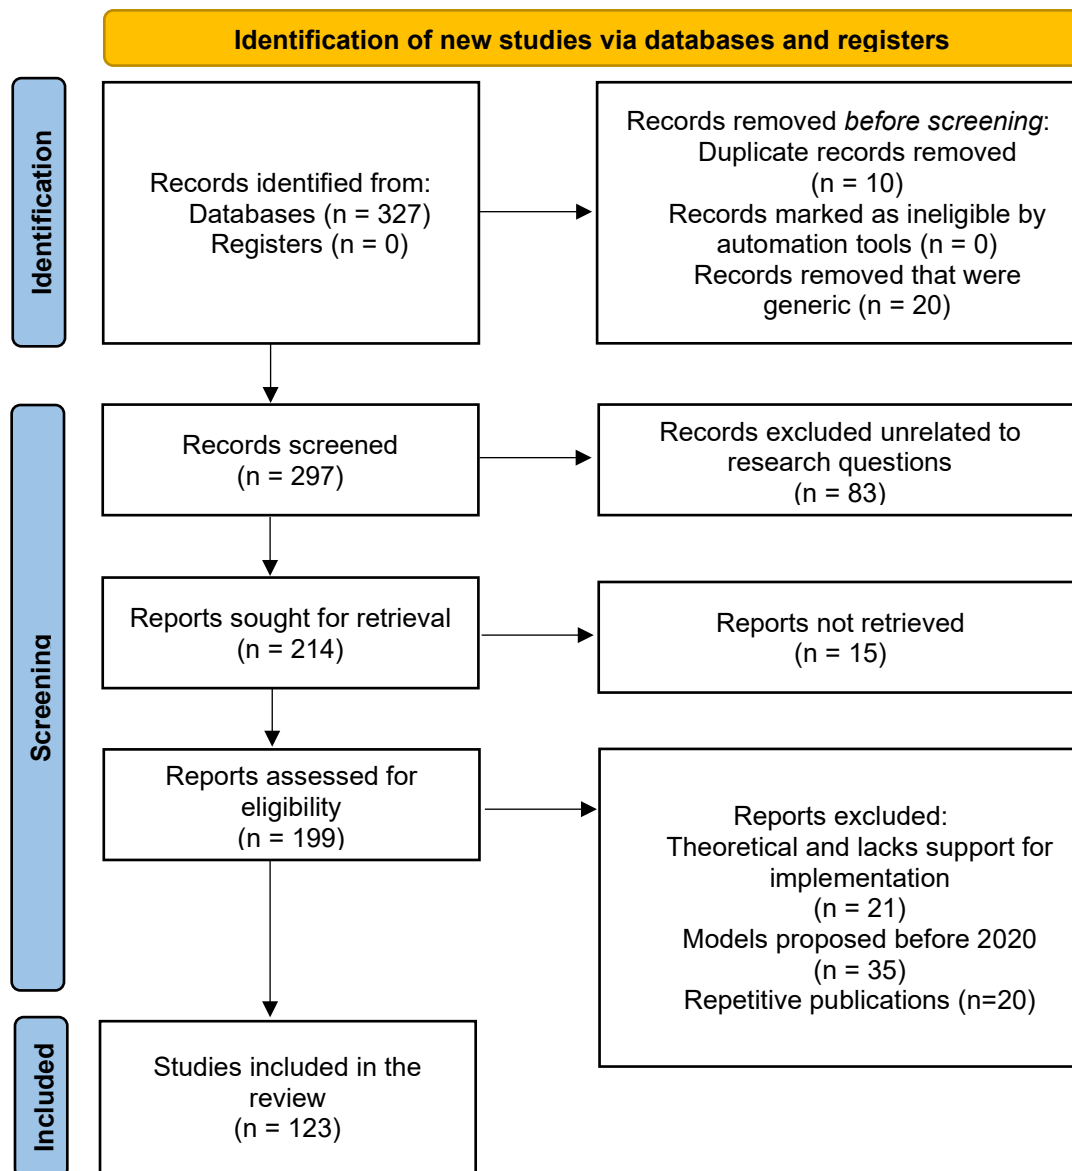 Identification of new studies via databases and registers
Identification
Records identified from:
Databases (n = 327)
Registers (n = 0)
Records removed before screening:
Duplicate records removed
(n = 10)
Records marked as ineligible by
automation tools (n = 0)
Records removed that were
generic (n = 20)
Screening
Records screened
(n = 297)
Records excluded unrelated to
research questions
(n = 83)
Reports sought for retrieval
(n = 214)
Reports not retrieved
(n = 15)
Reports assessed for
eligibility
(n = 199)
Reports excluded:
Theoretical and lacks support for
implementation
(n = 21)
Models proposed before 2020
(n = 35)
Repetitive publications (n=20)
Included
Studies included in the
review
(n = 123)